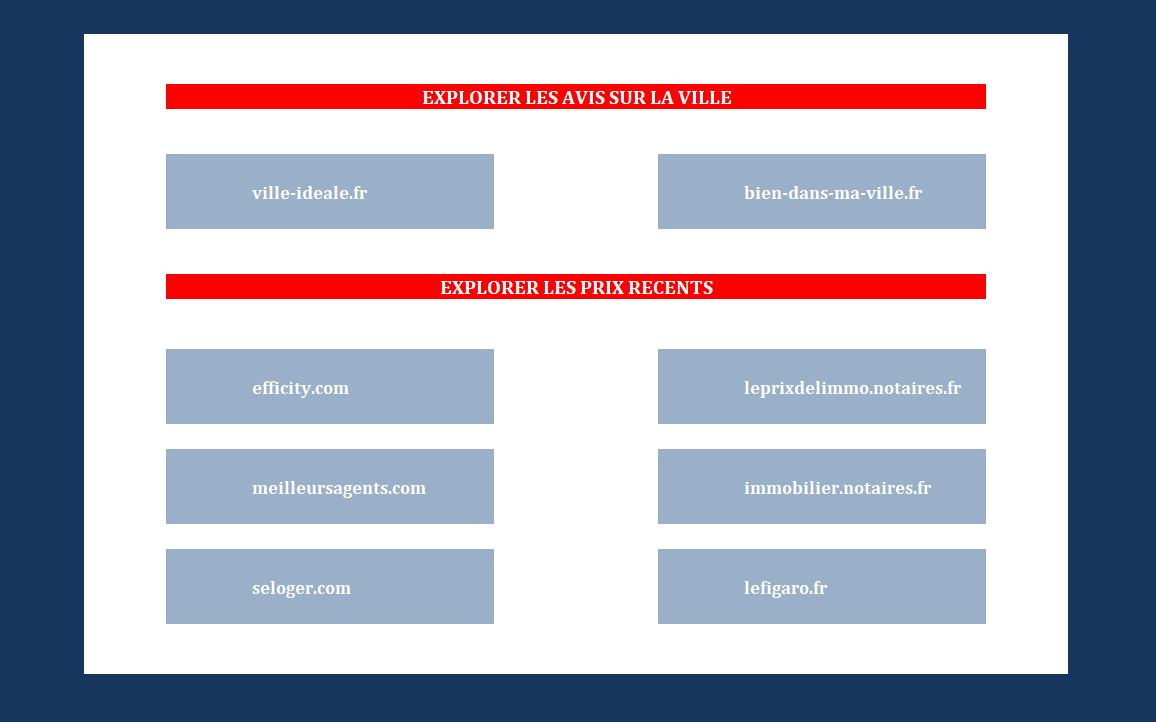 EXPLORER LES AVIS SUR LA VILLE
ville-ideale.fr
bien-dans-ma-ville.fr
EXPLORER LES PRIX RECENTS
efficity.com
leprixdelimmo.notaires.fr
meilleursagents.com
immobilier.notaires.fr
seloger.com
lefigaro.fr